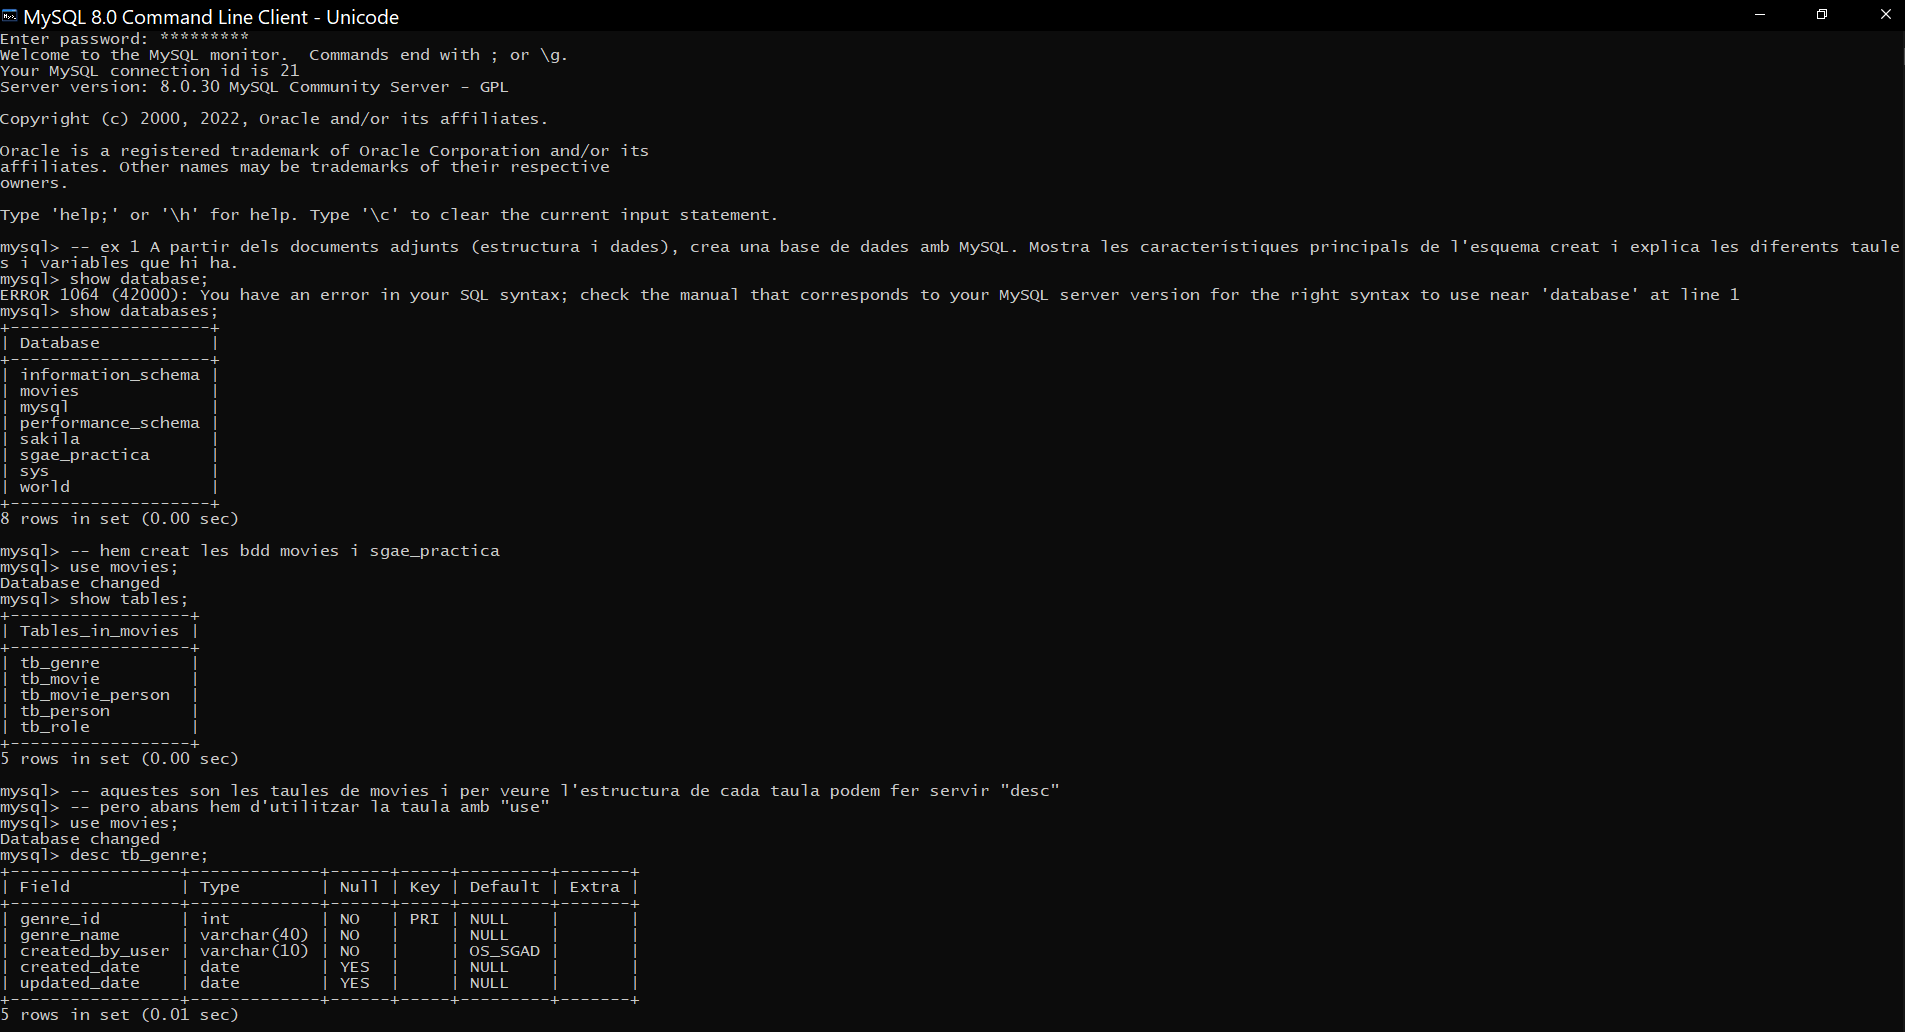 MySQL 8.0 Command Line Client - Unicode
Enter password: *********
Welcome to the MySQL monitor.  Commands end with ; or \g.
Your MySQL connection id is 21
Server version: 8.0.30 MySQL Community Server - GPL

Copyright (c) 2000, 2022, Oracle and/or its affiliates.

Oracle is a registered trademark of Oracle Corporation and/or its
affiliates. Other names may be trademarks of their respective
owners.

Type 'help;' or '\h' for help. Type '\c' to clear the current input statement.

mysql> -- ex 1 A partir dels documents adjunts (estructura i dades), crea una base de dades amb MySQL. Mostra les característiques principals de l'esquema creat i explica les diferents taule
s i variables que hi ha.
mysql> show database;
ERROR 1064 (42000): You have an error in your SQL syntax; check the manual that corresponds to your MySQL server version for the right syntax to use near 'database' at line 1
mysql> show databases;
+--------------------+
| Database           |
+--------------------+
| information_schema |
| movies             |
| mysql              |
| performance_schema |
| sakila             |
| sgae_practica      |
| sys                |
| world              |
+--------------------+
8 rows in set (0.00 sec)

mysql> -- hem creat les bdd movies i sgae_practica
mysql> use movies;
Database changed
mysql> show tables;
+------------------+
| Tables_in_movies |
+------------------+
| tb_genre         |
| tb_movie         |
| tb_movie_person  |
| tb_person        |
| tb_role          |
+------------------+
5 rows in set (0.00 sec)

mysql> -- aquestes son les taules de movies i per veure l'estructura de cada taula podem fer servir "desc"
mysql> -- pero abans hem d'utilitzar la taula amb "use"
mysql> use movies;
Database changed
mysql> desc tb_genre;
+-----------------+-------------+------+-----+---------+-------+
| Field           | Type        | Null | Key | Default | Extra |
+-----------------+-------------+------+-----+---------+-------+
| genre_id        | int         | NO   | PRI | NULL    |       |
| genre_name      | varchar(40) | NO   |     | NULL    |       |
| created_by_user | varchar(10) | NO   |     | OS_SGAD |       |
| created_date    | date        | YES  |     | NULL    |       |
| updated_date    | date        | YES  |     | NULL    |       |
+-----------------+-------------+------+-----+---------+-------+
5 rows in set (0.01 sec)